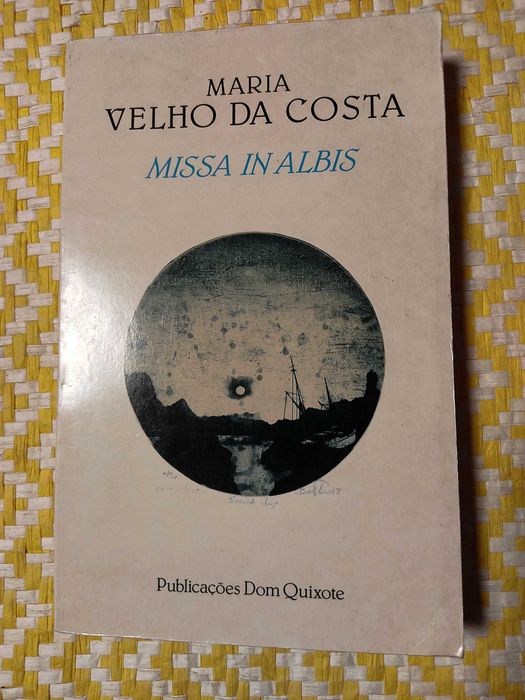 MARIA
VELHO DA COSTA
MISSA IN ALBIS
Publicações Dom Quixote